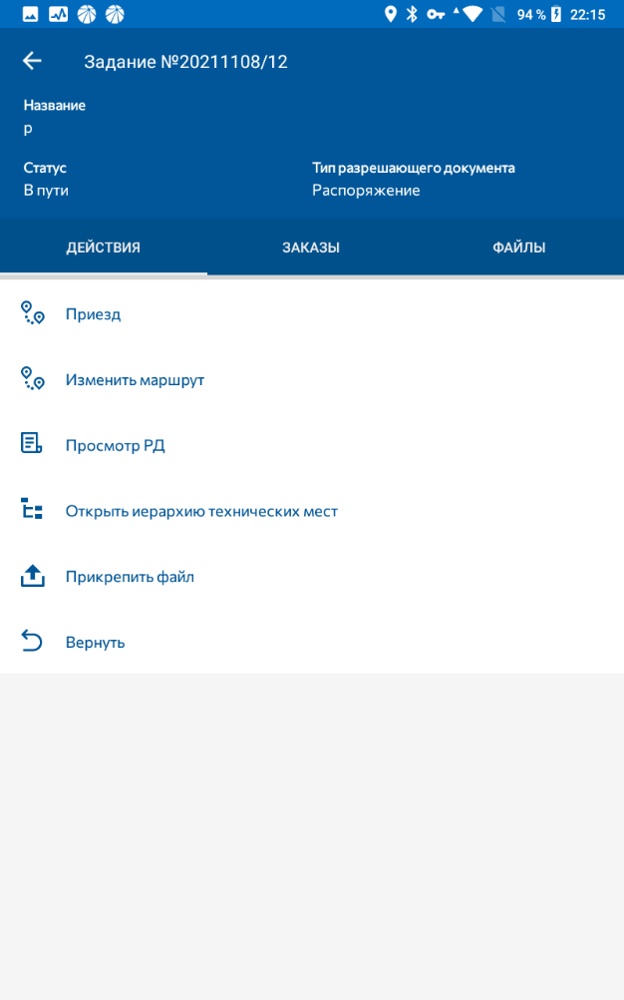 94 % 22:15
Задание №20211108/12
Название
р
Статус
Тип разрешающего документа
В пути
Распоряжение
ДЕЙСТВИЯ
ЗАКАЗЫ
ФАЙЛЫ
Приезд
Изменить маршрут
Просмотр РД
Открыть иерархию технических мест
Прикрепить файл
Вернуть